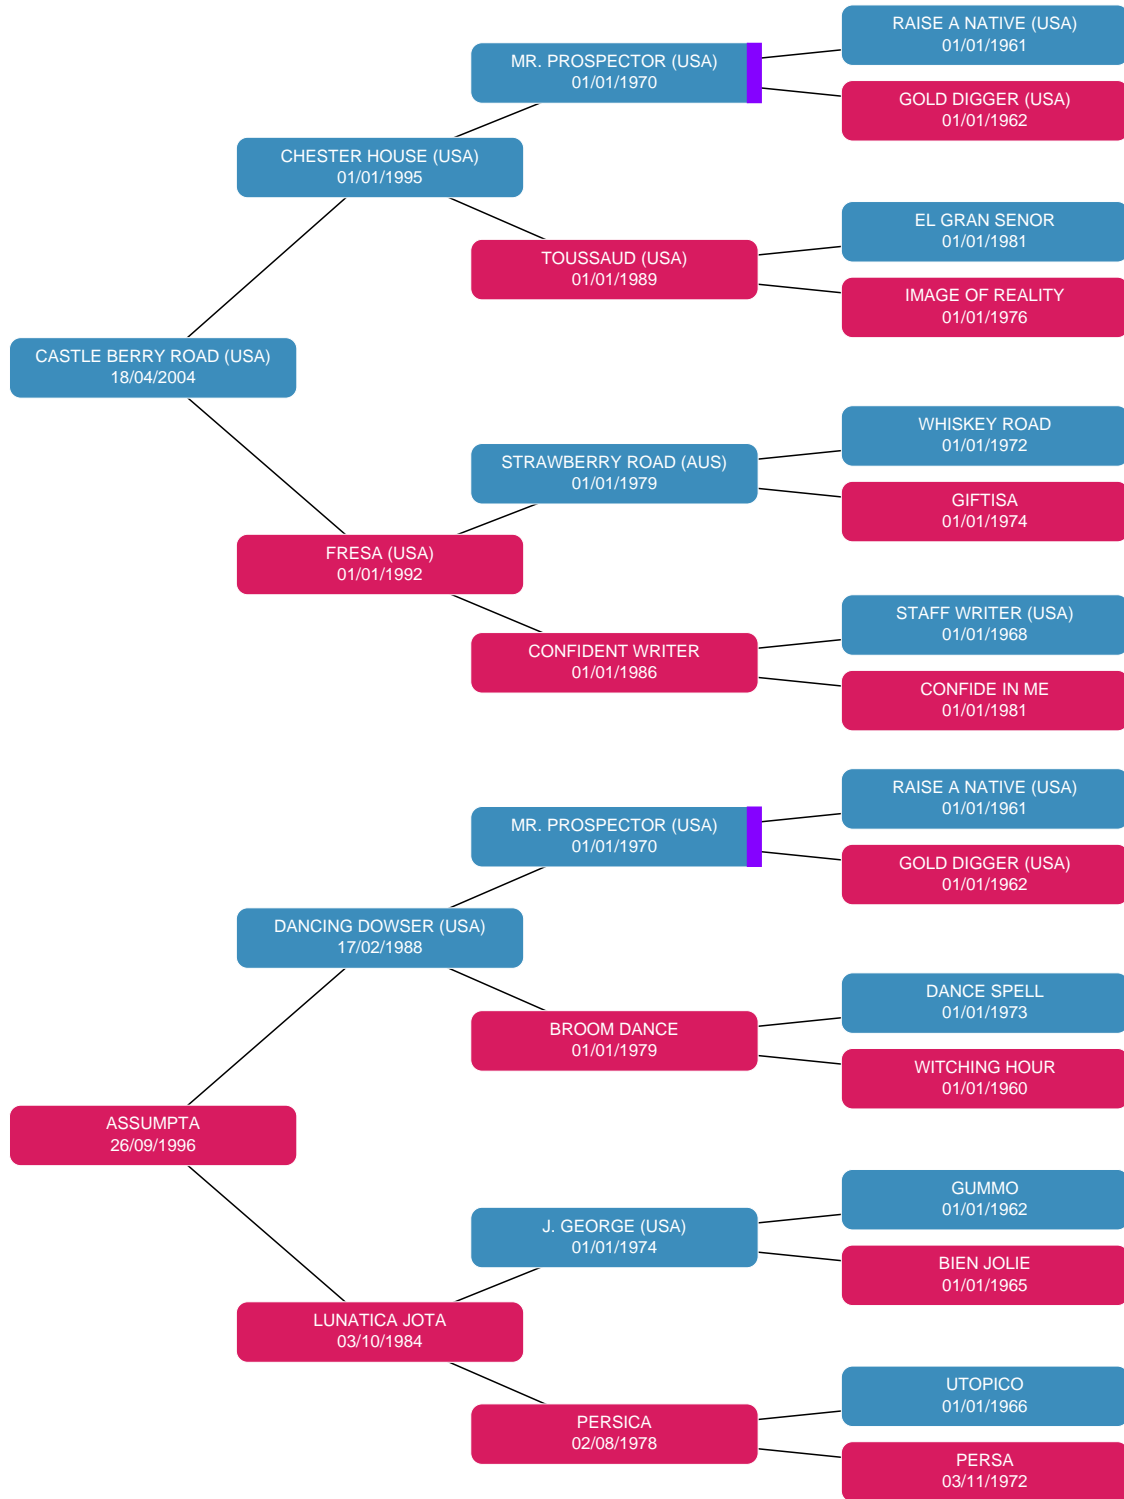 RAISE A NATIVE (USA)
01/01/1961
MR. PROSPECTOR (USA)
01/01/1970
GOLD DIGGER (USA)
01/01/1962
CHESTER HOUSE (USA)
01/01/1995
EL GRAN SENOR
01/01/1981
TOUSSAUD (USA)
01/01/1989
IMAGE OF REALITY
01/01/1976
CASTLE BERRY ROAD (USA)
18/04/2004
WHISKEY ROAD
01/01/1972
STRAWBERRY ROAD (AUS)
01/01/1979
GIFTISA
01/01/1974
FRESA (USA)
01/01/1992
STAFF WRITER (USA)
01/01/1968
CONFIDENT WRITER
01/01/1986
CONFIDE IN ME
01/01/1981
RAISE A NATIVE (USA)
01/01/1961
MR. PROSPECTOR (USA)
01/01/1970
GOLD DIGGER (USA)
01/01/1962
DANCING DOWSER (USA)
17/02/1988
DANCE SPELL
01/01/1973
BROOM DANCE
01/01/1979
WITCHING HOUR
01/01/1960
ASSUMPTA
26/09/1996
GUMMO
01/01/1962
J. GEORGE (USA)
01/01/1974
BIEN JOLIE
01/01/1965
LUNATICA JOTA
03/10/1984
UTOPICO
01/01/1966
PERSICA
02/08/1978
PERSA
03/11/1972